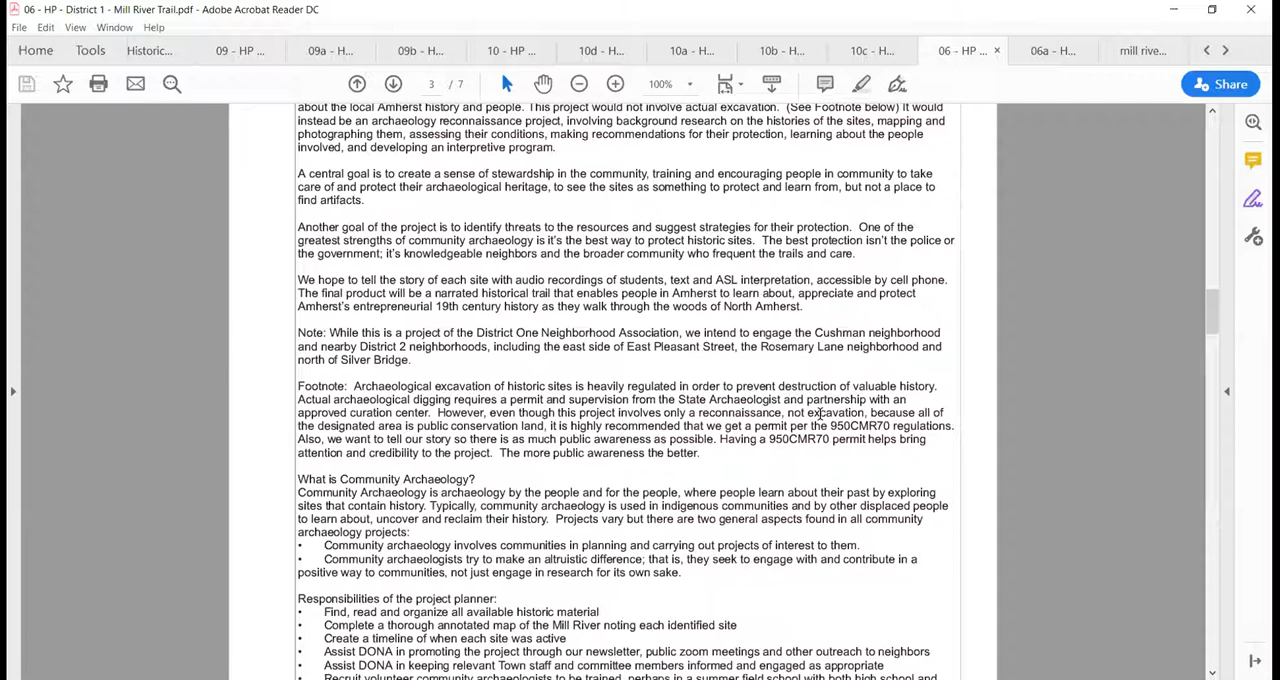 06 - HP - District 1 - Mill River Trail.pdf - Adobe Acrobat Reader DC
File Edit View Window Help
Home Tools Historic... 09 - HP ... 09a - H... 09b - H... 10 - HP ... 10d - H... 10a - H... 10b - H... 10c - H... 06 - HP ... × 06a - H... mill rive...
3 / 7 100% Share
about the local Amherst history and people. This project would not involve actual excavation. (See Footnote below) It would
instead be an archaeology reconnaissance project, involving background research on the histories of the sites, mapping and
photographing them, assessing their conditions, making recommendations for their protection, learning about the people
involved, and developing an interpretive program.
A central goal is to create a sense of stewardship in the community, training and encouraging people in community to take
care of and protect their archaeological heritage, to see the sites as something to protect and learn from, but not a place to
find artifacts.
Another goal of the project is to identify threats to the resources and suggest strategies for their protection. One of the
greatest strengths of community archaeology is it's the best way to protect historic sites. The best protection isn't the police or
the government; it's knowledgeable neighbors and the broader community who frequent the trails and care.
We hope to tell the story of each site with audio recordings of students, text and ASL interpretation, accessible by cell phone.
The final product will be a narrated historical trail that enables people in Amherst to learn about, appreciate and protect
Amherst's entrepreneurial 19th century history as they walk through the woods of North Amherst.
Note: While this is a project of the District One Neighborhood Association, we intend to engage the Cushman neighborhood
and nearby District 2 neighborhoods, including the east side of East Pleasant Street, the Rosemary Lane neighborhood and
north of Silver Bridge.
Footnote: Archaeological excavation of historic sites is heavily regulated in order to prevent destruction of valuable history.
Actual archaeological digging requires a permit and supervision from the State Archaeologist and partnership with an
approved curation center. However, even though this project involves only a reconnaissance, not excavation, because all of
the designated area is public conservation land, it is highly recommended that we get a permit per the 950CMR70 regulations.
Also, we want to tell our story so there is as much public awareness as possible. Having a 950CMR70 permit helps bring
attention and credibility to the project. The more public awareness the better.
What is Community Archaeology?
Community Archaeology is archaeology by the people and for the people, where people learn about their past by exploring
sites that contain history. Typically, community archaeology is used in indigenous communities and by other displaced people
to learn about, uncover and reclaim their history. Projects vary but there are two general aspects found in all community
archaeology projects:
• Community archaeology involves communities in planning and carrying out projects of interest to them.
• Community archaeologists try to make an altruistic difference; that is, they seek to engage with and contribute in a
positive way to communities, not just engage in research for its own sake.
Responsibilities of the project planner:
• Find, read and organize all available historic material
• Complete a thorough annotated map of the Mill River noting each identified site
• Create a timeline of when each site was active
• Assist DONA in promoting the project through our newsletter, public zoom meetings and other outreach to neighbors
• Assist DONA in keeping relevant Town staff and committee members informed and engaged as appropriate
• Recruit volunteer community archaeologists to be trained, perhaps in a summer field school with both high school and